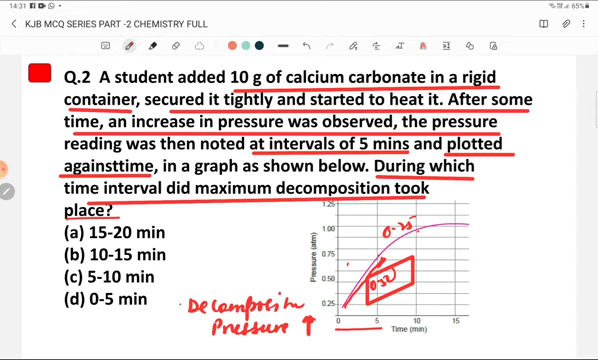 14:31
65%
KJB MCQ SERIES PART -2 CHEMISTRY FULL
Q.2 A student added 10 g of calcium carbonate in a rigid
container, secured it tightly and started to heat it. After some
time, an increase in pressure was observed, the pressure
reading was then noted at intervals of 5 mins and plotted
againsttime, in a graph as shown below. During which
time interval did maximum decomposition took
place?
(a) 15-20 min
(b) 10-15 min
(c) 5-10 min
(d) 0-5 min
Decomposition
Pressure ↑
1.25
1.00
0.75
0.50
0.25
Pressure (atm)
0.25
0 5 10 15
Time (min)